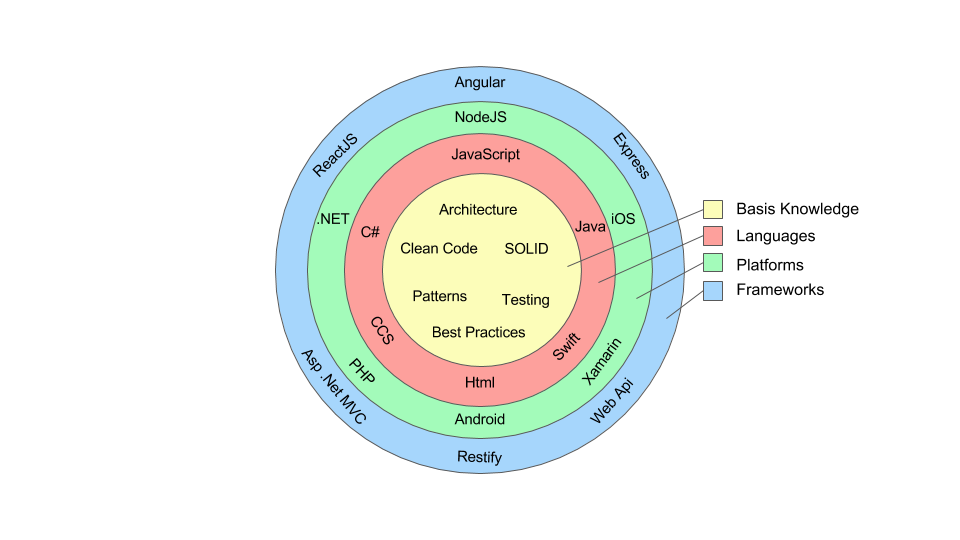 Angular
NodeJS
JavaScript
ReactJS
Express
.NET
C#
Java
iOS
Architecture
Clean Code
SOLID
Patterns
Testing
Best Practices
CCS
Swift
PHP
Xamarin
Html
Asp .Net MVC
Web Api
Android
Restify
Basis Knowledge
Languages
Platforms
Frameworks